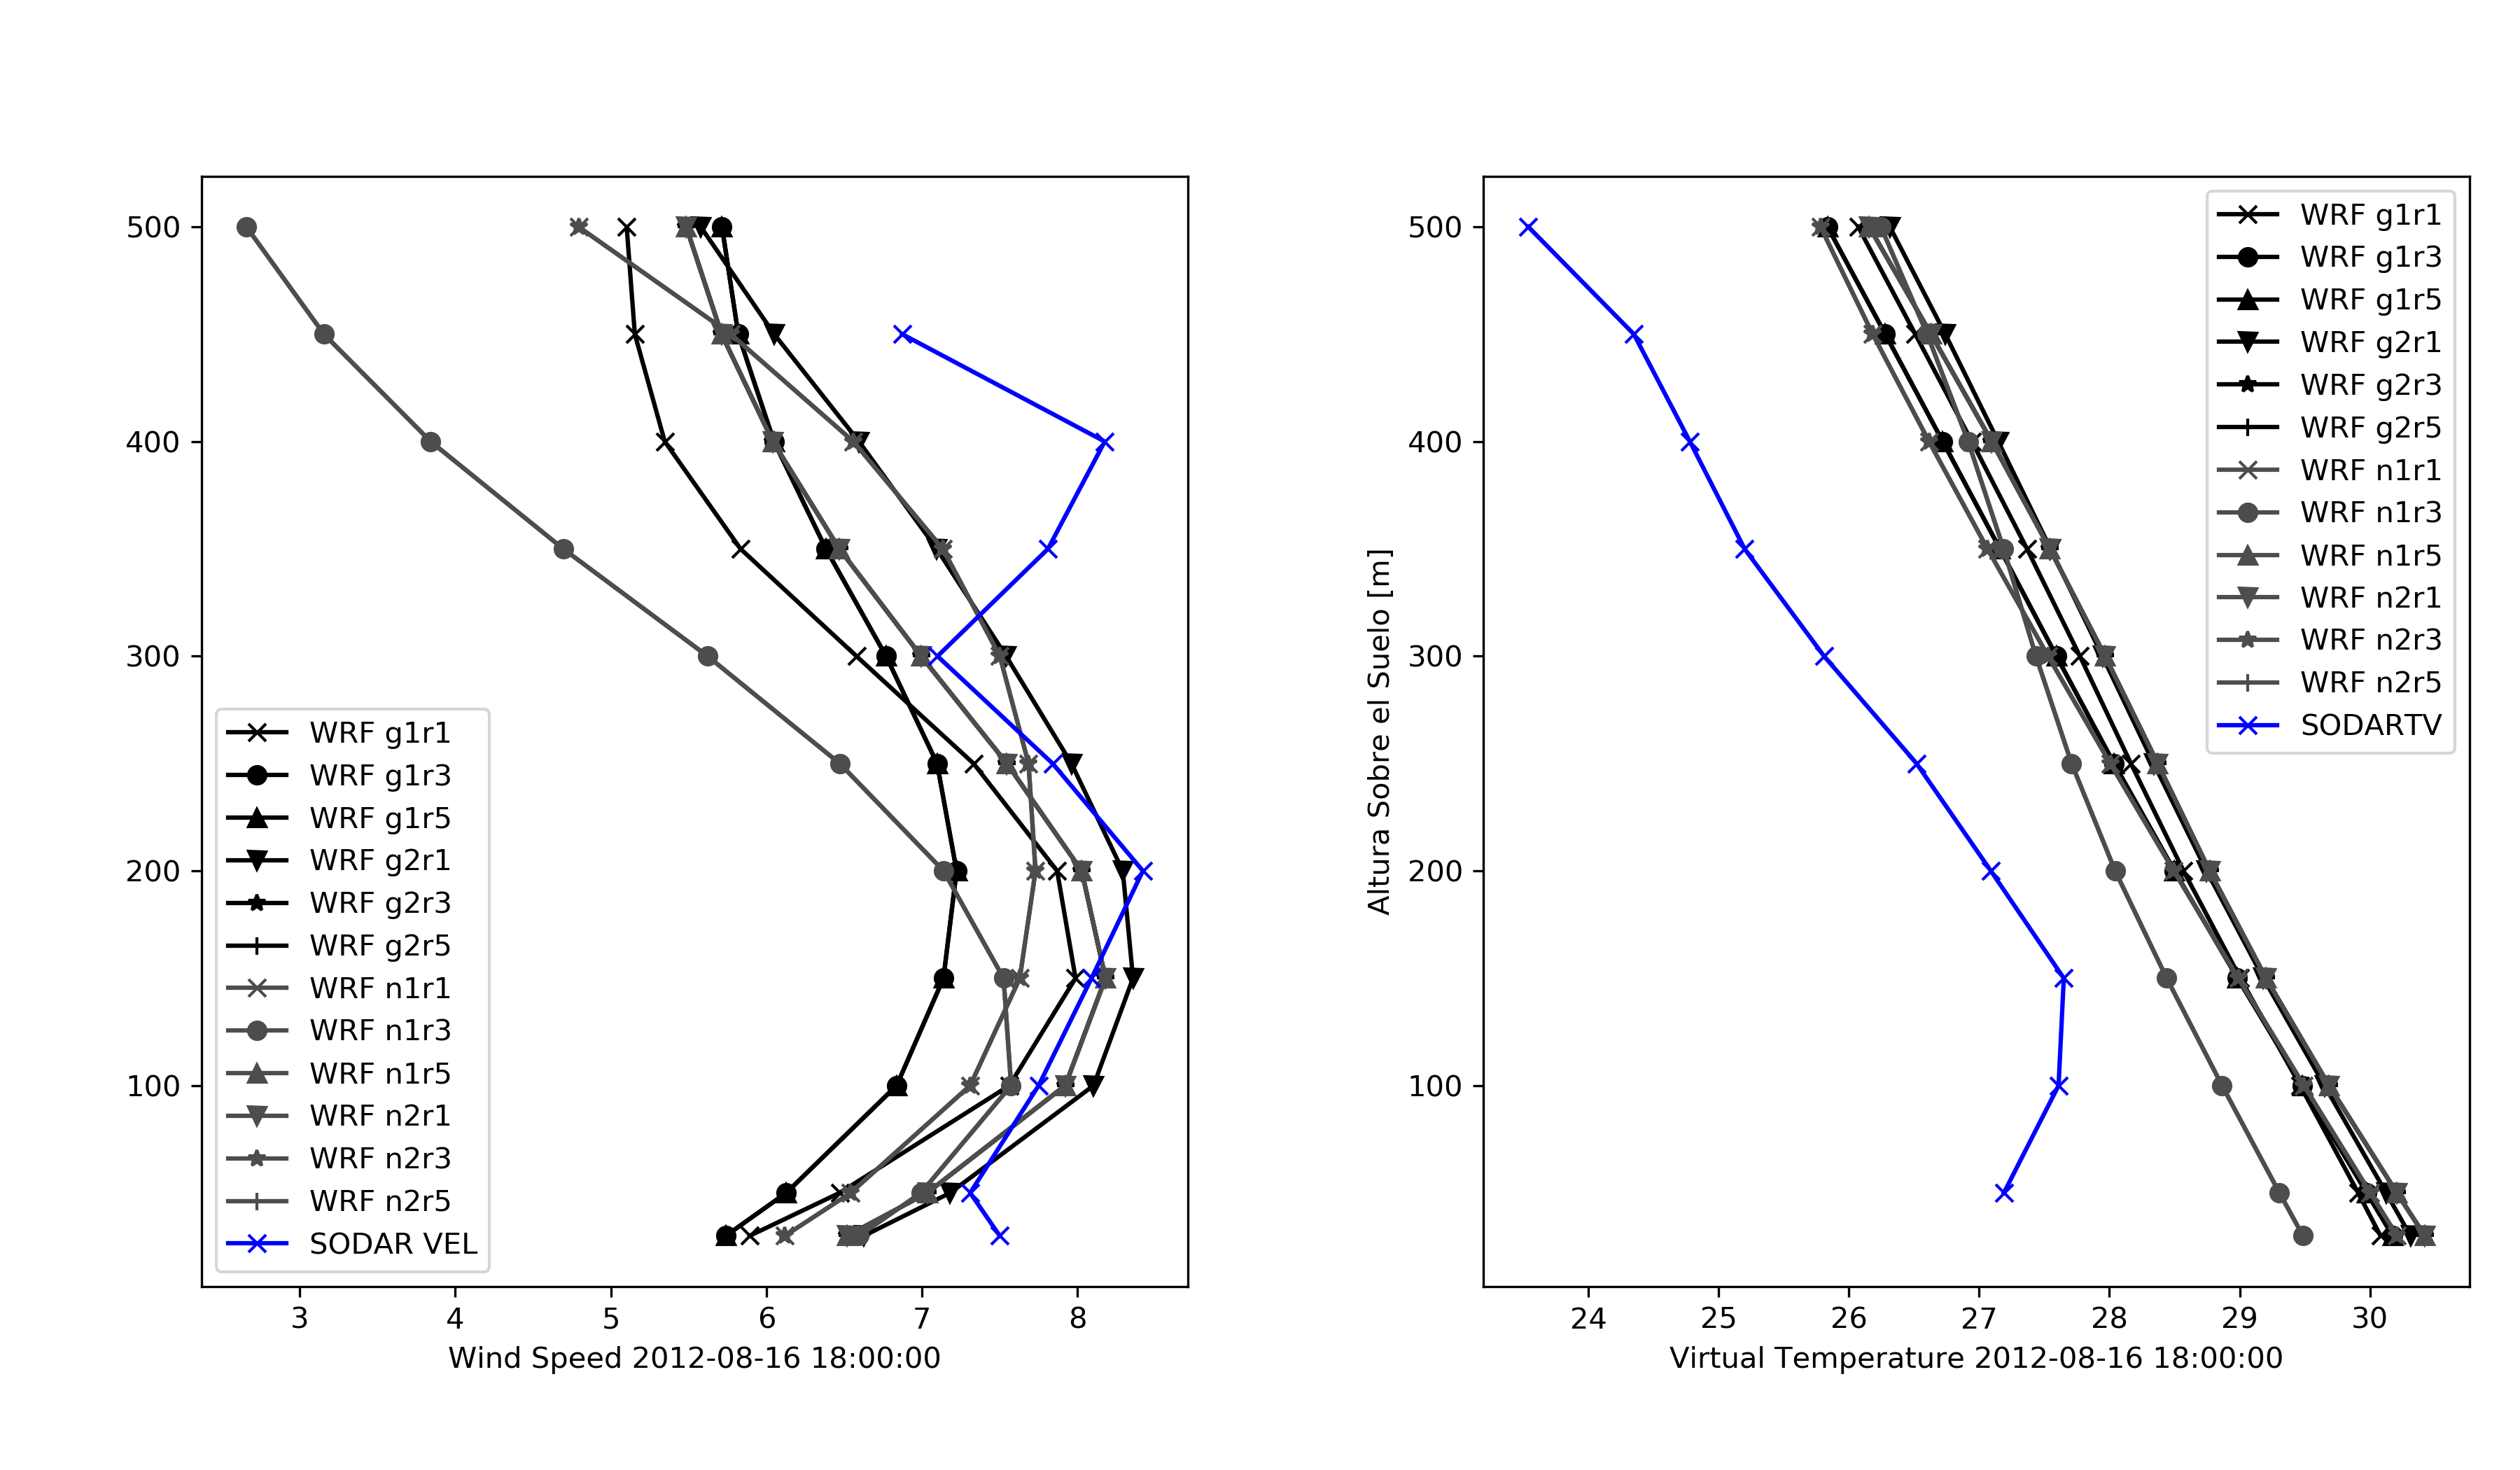 500
400
300
200
100
WRF g1r1
WRF g1r3
WRF g1r5
WRF g2r1
WRF g2r3
WRF g2r5
WRF n1r1
WRF n1r3
WRF n1r5
WRF n2r1
WRF n2r3
WRF n2r5
SODAR VEL
3 4 5 6 7 8
Wind Speed 2012-08-16 18:00:00
Altura Sobre el Suelo [m]
500
400
300
200
100
WRF g1r1
WRF g1r3
WRF g1r5
WRF g2r1
WRF g2r3
WRF g2r5
WRF n1r1
WRF n1r3
WRF n1r5
WRF n2r1
WRF n2r3
WRF n2r5
SODARTV
24 25 26 27 28 29 30
Virtual Temperature 2012-08-16 18:00:00